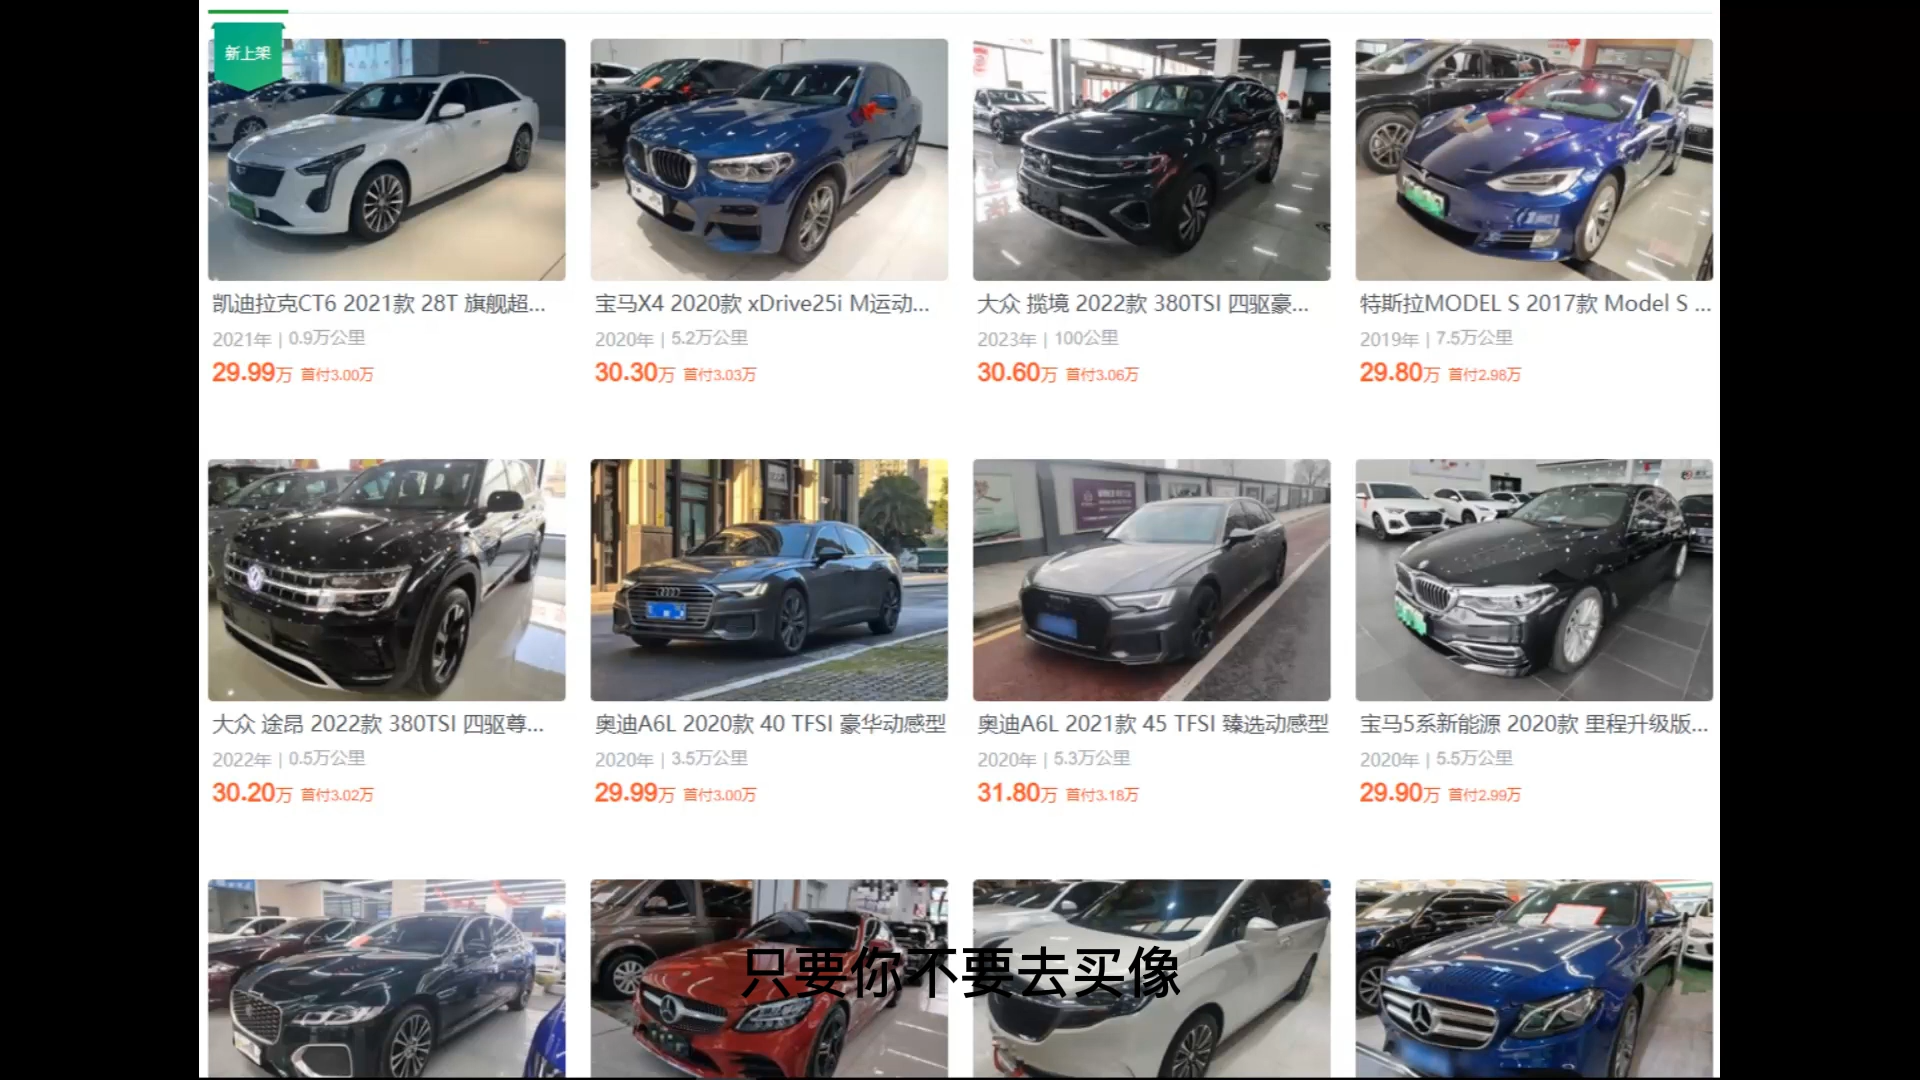 新上架
凯迪拉克CT6 2021款 28T 旗舰超...
2021年 | 0.9万公里
29.99万 首付3.00万
宝马X4 2020款 xDrive25i M运动...
2020年 | 5.2万公里
30.30万 首付3.03万
大众 揽境 2022款 380TSI 四驱豪...
2023年 | 100公里
30.60万 首付3.06万
特斯拉MODEL S 2017款 Model S ...
2019年 | 7.5万公里
29.80万 首付2.98万
大众 途昂 2022款 380TSI 四驱尊...
2022年 | 0.5万公里
30.20万 首付3.02万
奥迪A6L 2020款 40 TFSI 豪华动感型
2020年 | 3.5万公里
29.99万 首付3.00万
奥迪A6L 2021款 45 TFSI 臻选动感型
2020年 | 5.3万公里
31.80万 首付3.18万
宝马5系新能源 2020款 里程升级版...
2020年 | 5.5万公里
29.90万 首付2.99万
只要你不要去买像